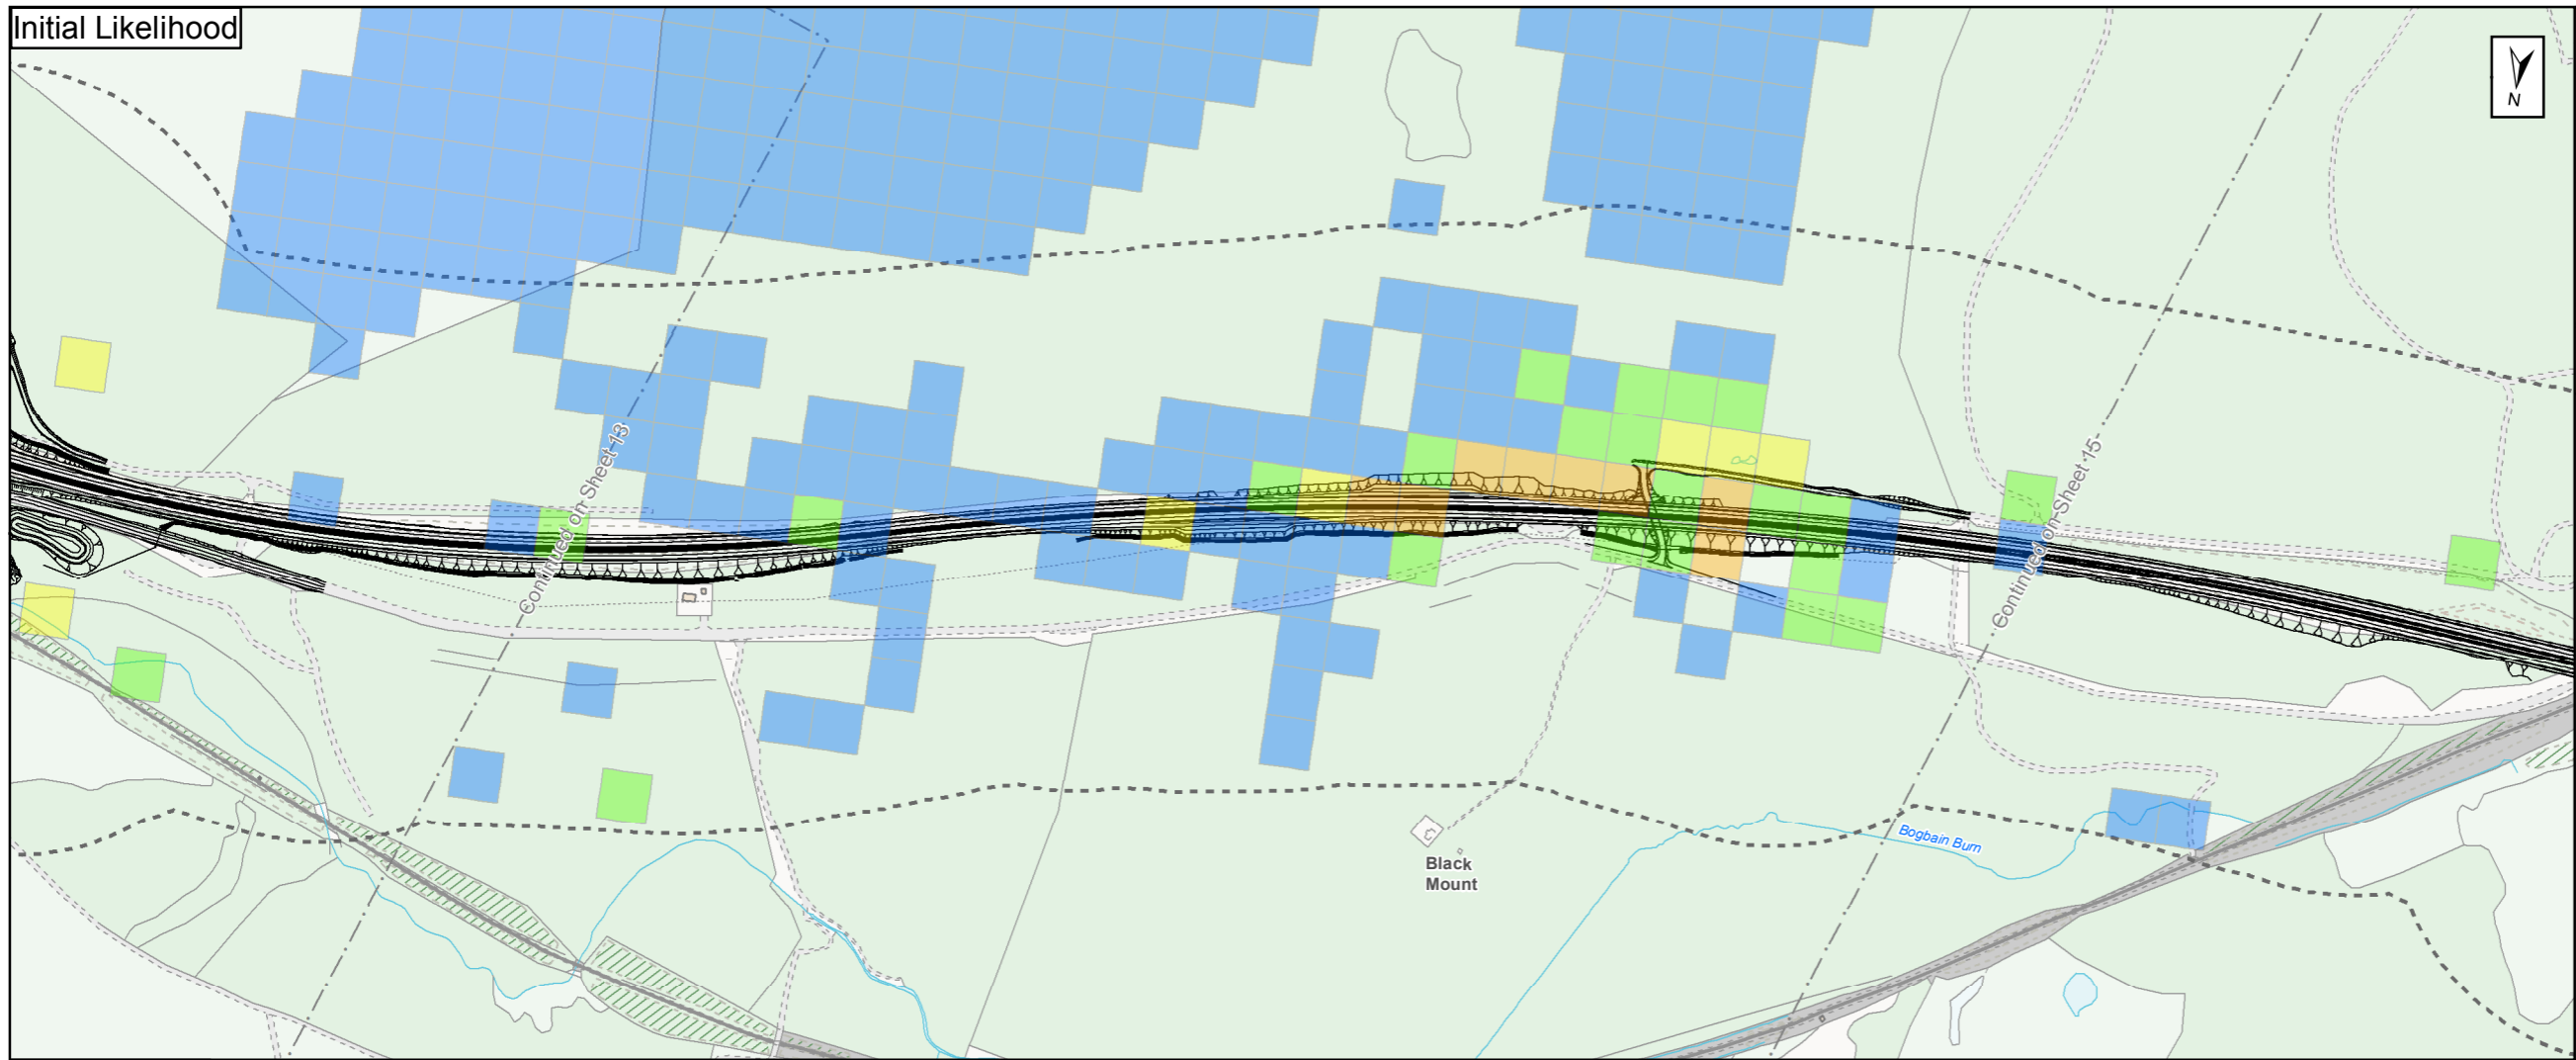 Initial Likelihood
N
Continued on Sheet 13
Continued on Sheet 15
Bogbain Burn
Black
Mount